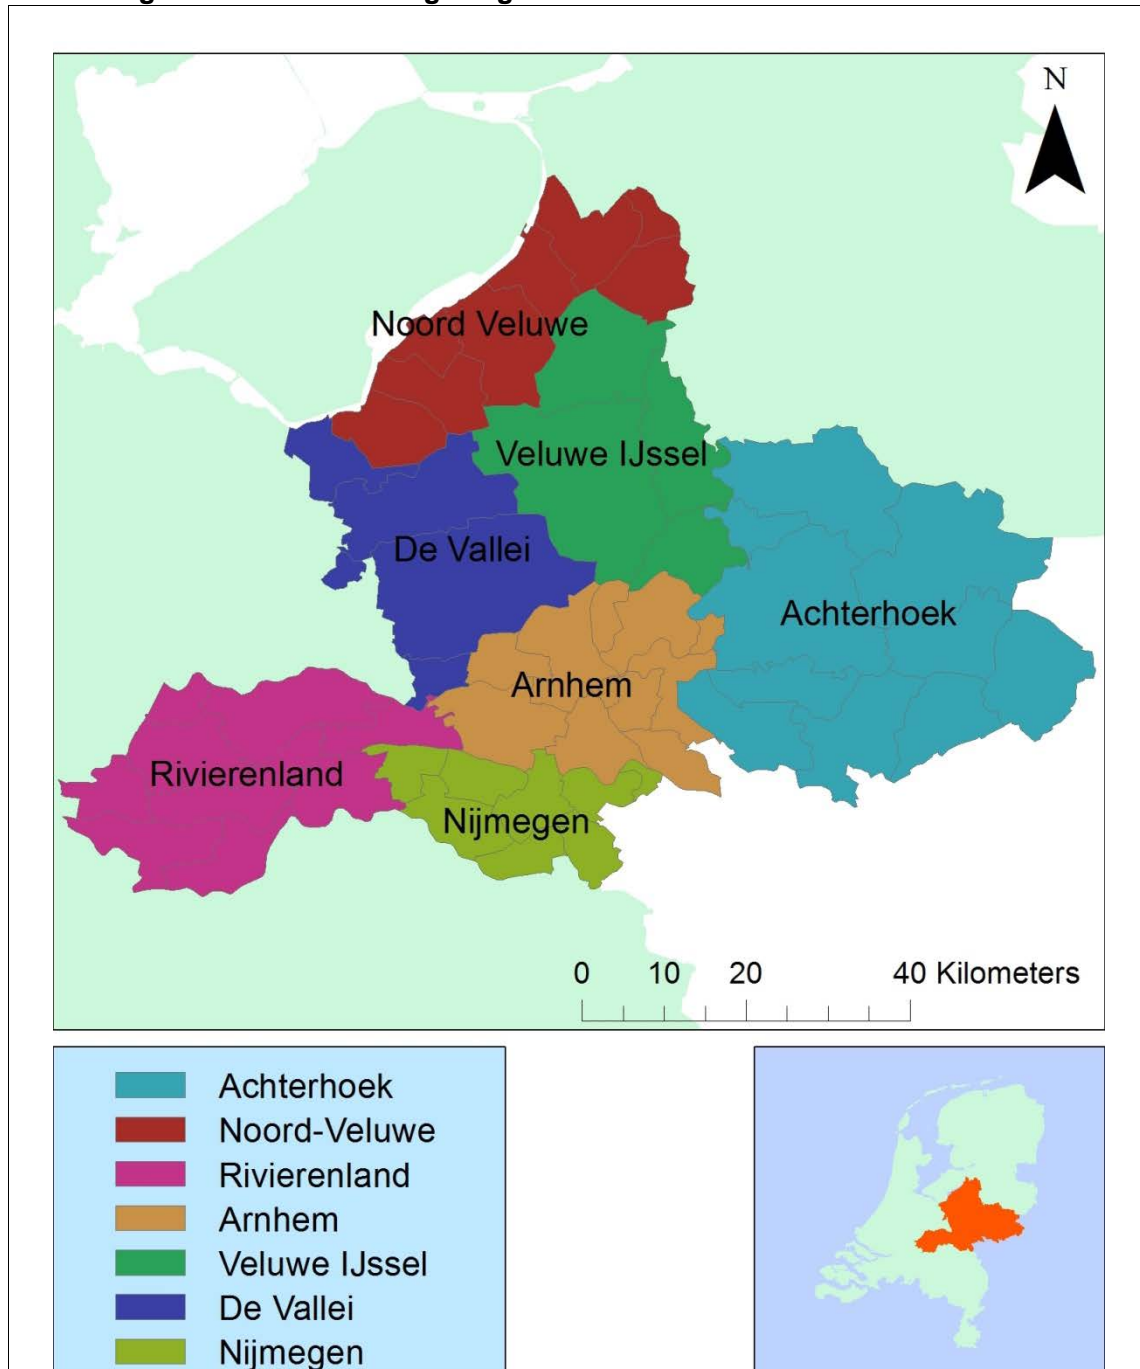 N
Noord Veluwe
Veluwe IJssel
De Vallei
Achterhoek
Arnhem
Rivierenland
Nijmegen
0 10 20 40 Kilometers
Achterhoek
Noord-Veluwe
Rivierenland
Arnhem
Veluwe IJssel
De Vallei
Nijmegen